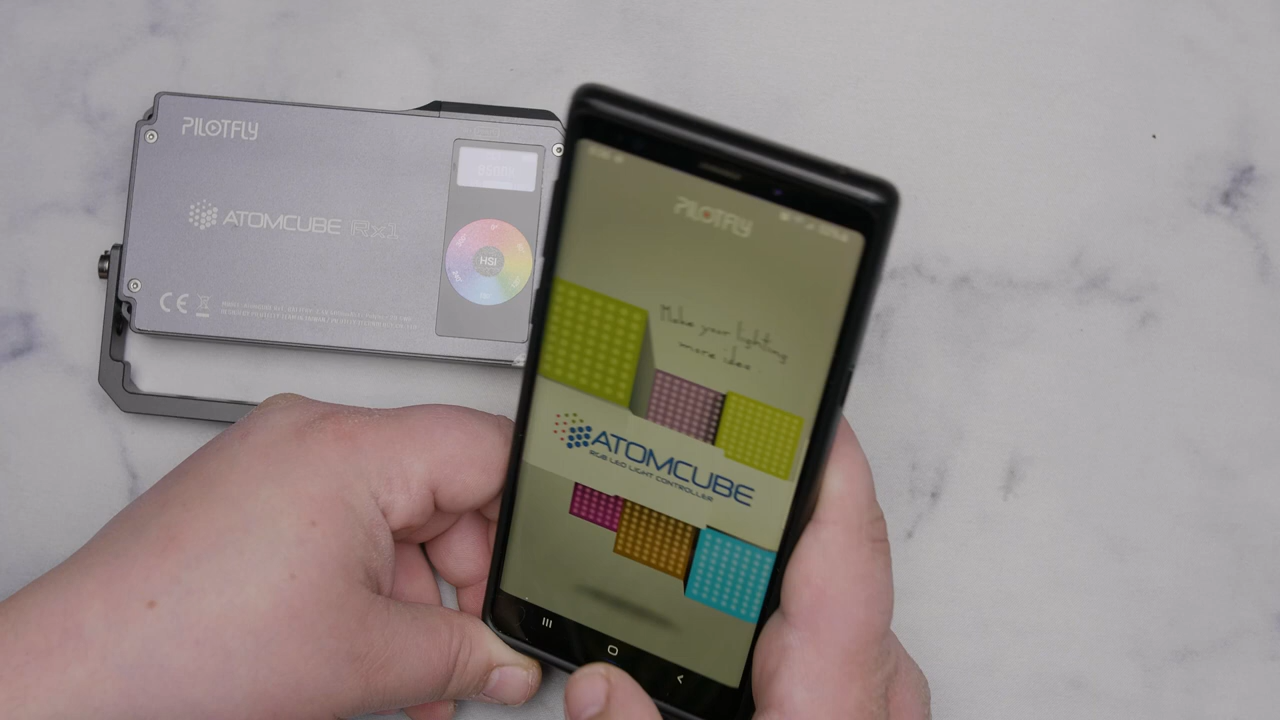 PILOTFLY
ATOMCUBE Rx1
HSI
CE
PILOTFLY
Make your lighting
more idea.
ATOMCUBE
RGB LED LIGHT CONTROLLER